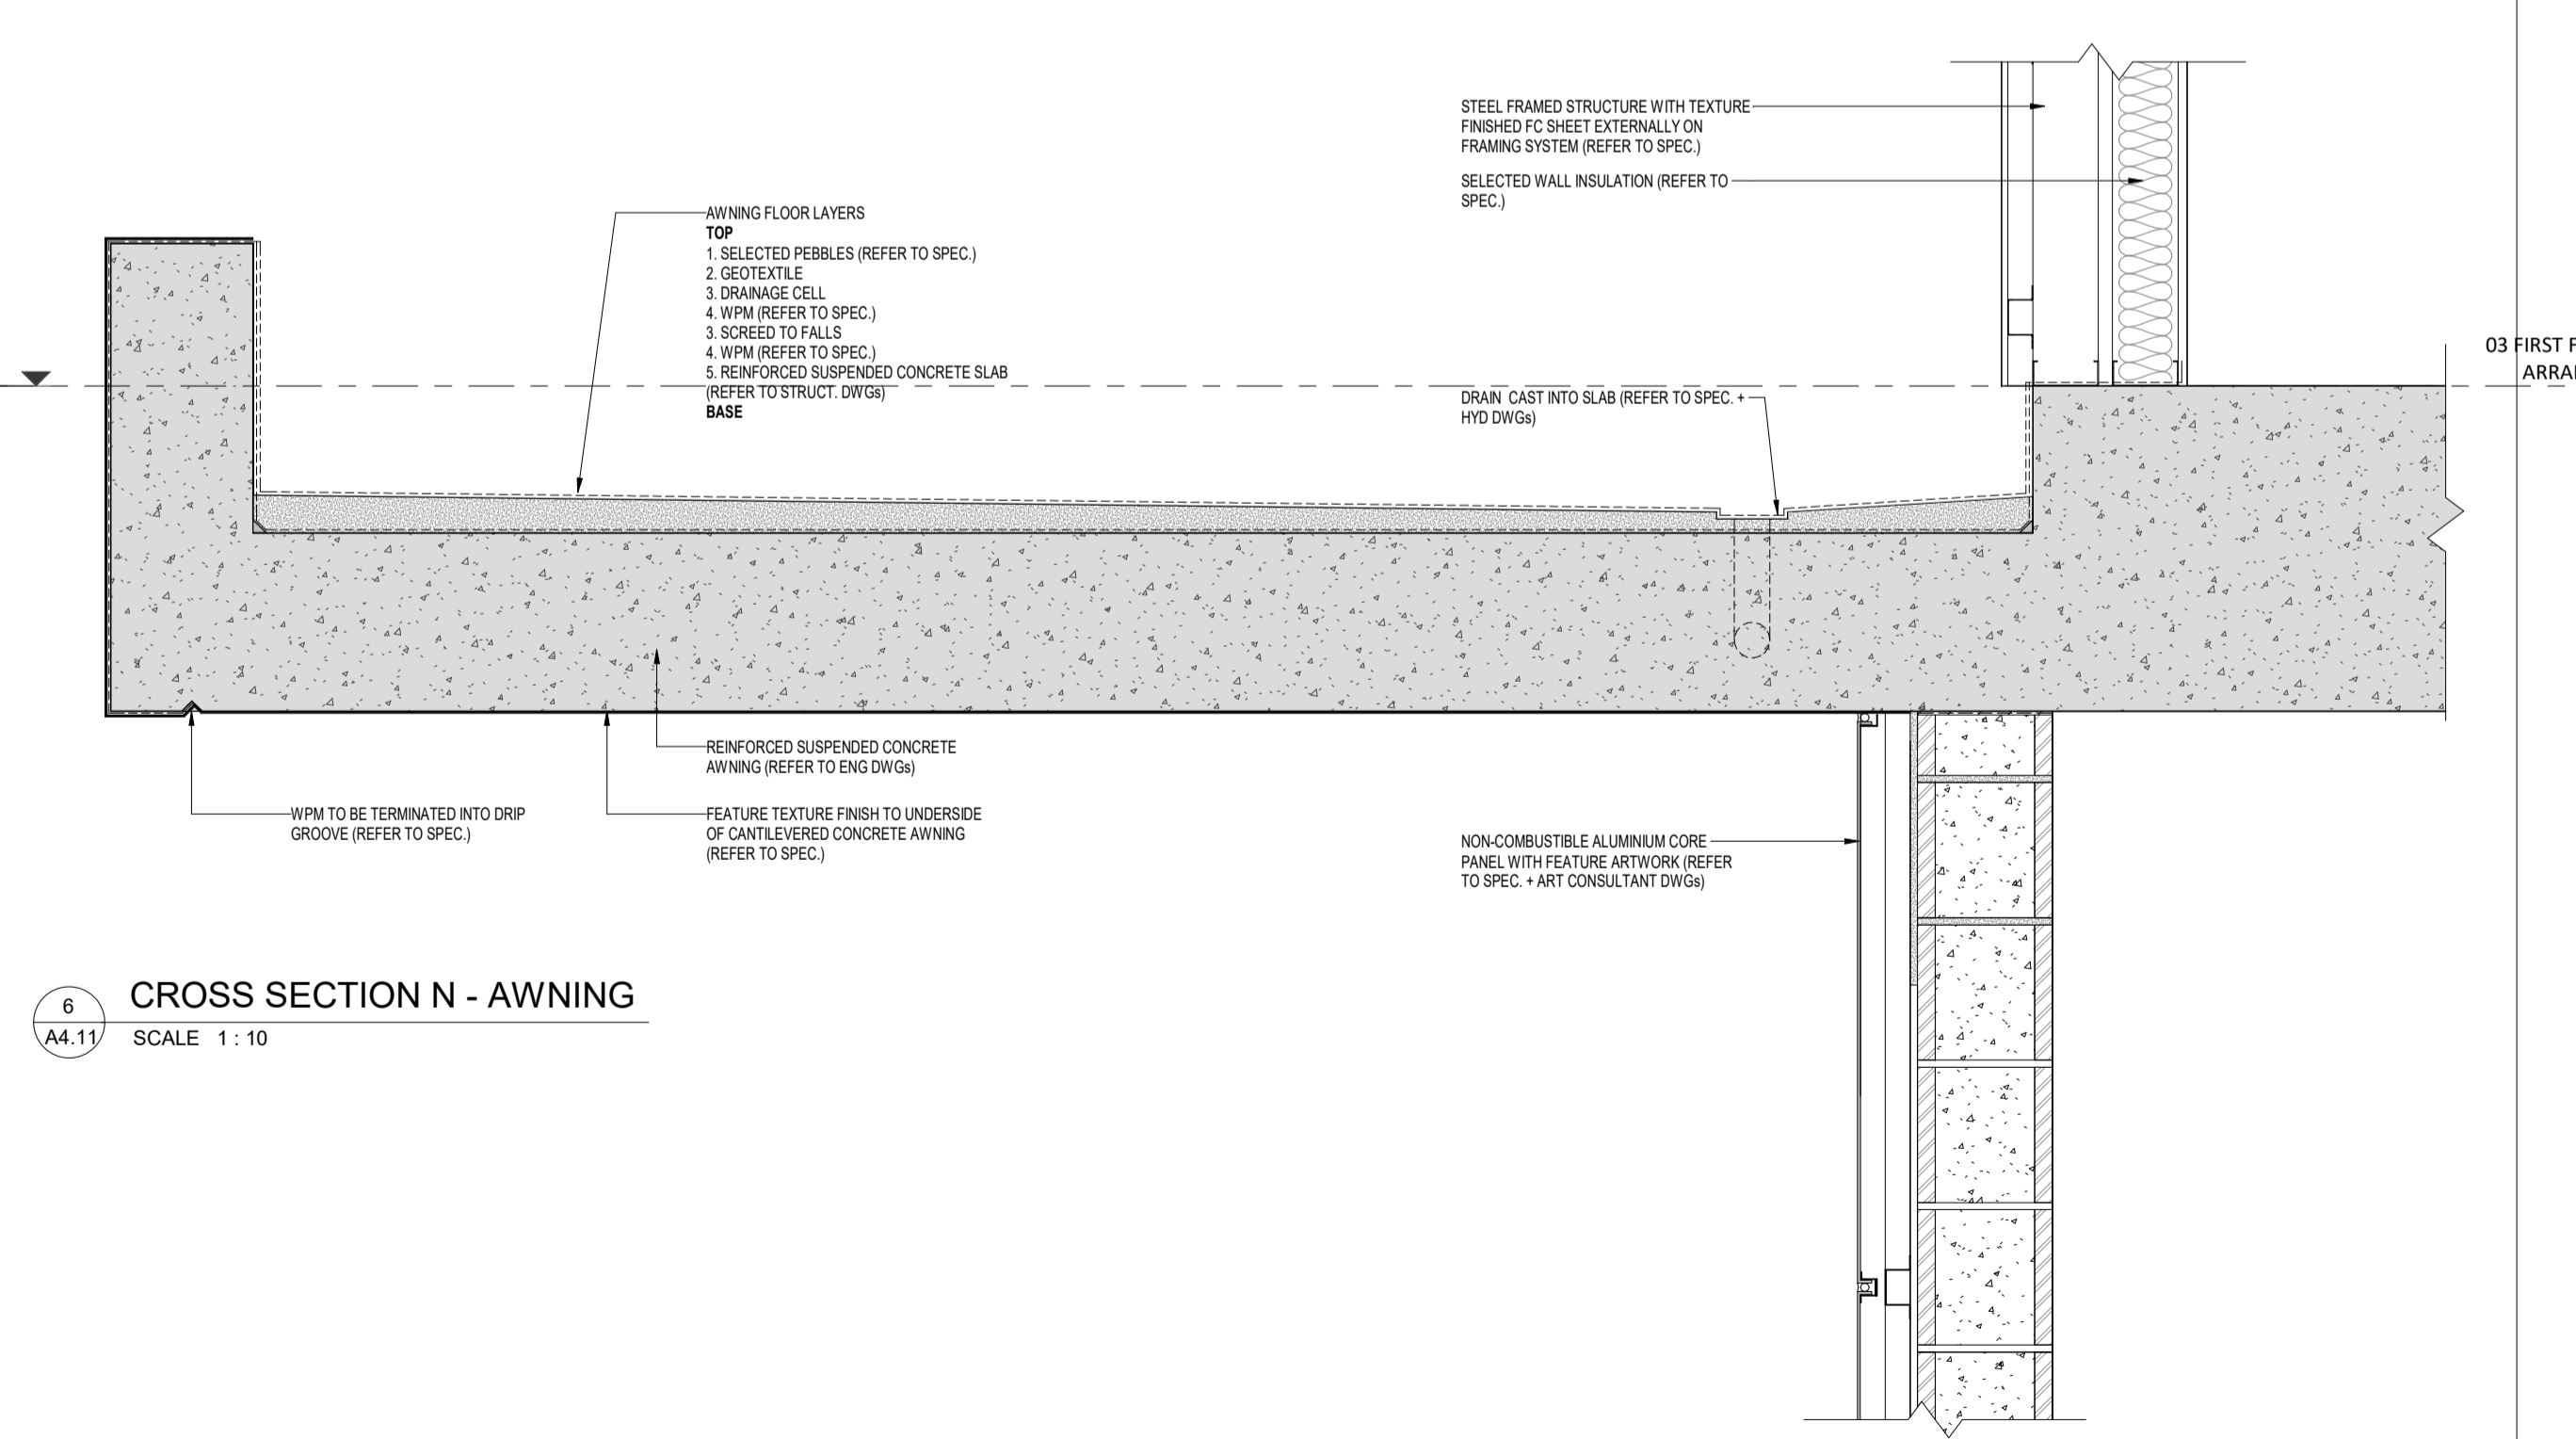 STEEL FRAMED STRUCTURE WITH TEXTURE
FINISHED FC SHEET EXTERNALLY ON
FRAMING SYSTEM (REFER TO SPEC.)
SELECTED WALL INSULATION (REFER TO
SPEC.)
AWNING FLOOR LAYERS
TOP
1. SELECTED PEBBLES (REFER TO SPEC.)
2. GEOTEXTILE
3. DRAINAGE CELL
4. WPM (REFER TO SPEC.)
3. SCREED TO FALLS
4. WPM (REFER TO SPEC.)
5. REINFORCED SUSPENDED CONCRETE SLAB
(REFER TO STRUCT. DWGs)
BASE
03 FIRST
DRAIN CAST INTO SLAB (REFER TO SPEC. +
HYD DWGs)
REINFORCED SUSPENDED CONCRETE
AWNING (REFER TO ENG DWGs)
WPM TO BE TERMINATED INTO DRIP
GROOVE (REFER TO SPEC.)
FEATURE TEXTURE FINISH TO UNDERSIDE
OF CANTILEVERED CONCRETE AWNING
(REFER TO SPEC.)
NON-COMBUSTIBLE ALUMINIUM CORE
PANEL WITH FEATURE ARTWORK (REFER
TO SPEC. + ART CONSULTANT DWGs)
6
A4.11
CROSS SECTION N - AWNING
SCALE 1 : 10